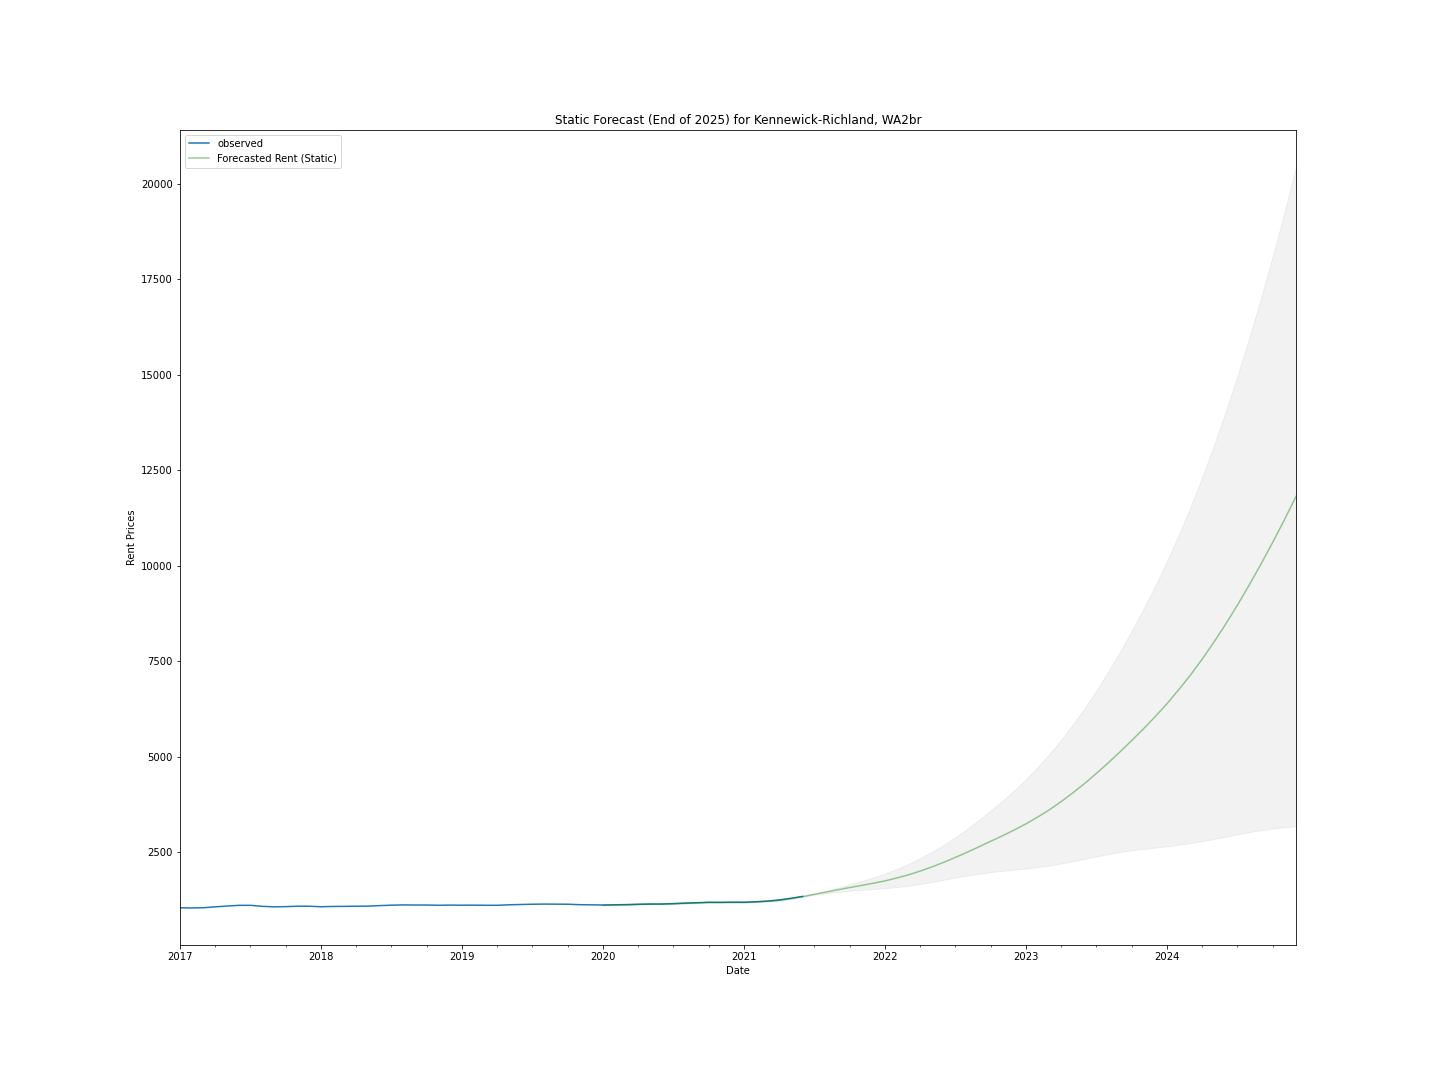 Static Forecast (End of 2025) for Kennewick-Richland, WA2br
observed
Forecasted Rent (Static)
20000
17500
15000
12500
10000
7500
5000
2500
Rent Prices
2017 2018 2019 2020 2021 2022 2023 2024
Date